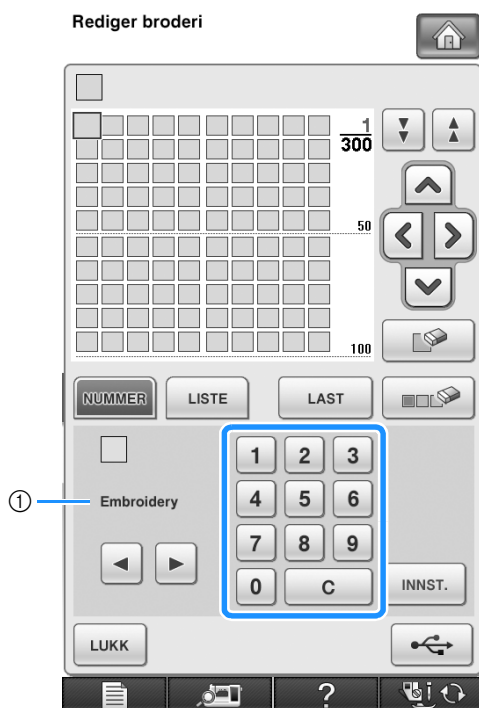 Rediger broderi
1
300
50
100
NUMMER LISTE LAST
1 2 3
① Embroidery 4 5 6
7 8 9
0 C INNST.
LUKK
?